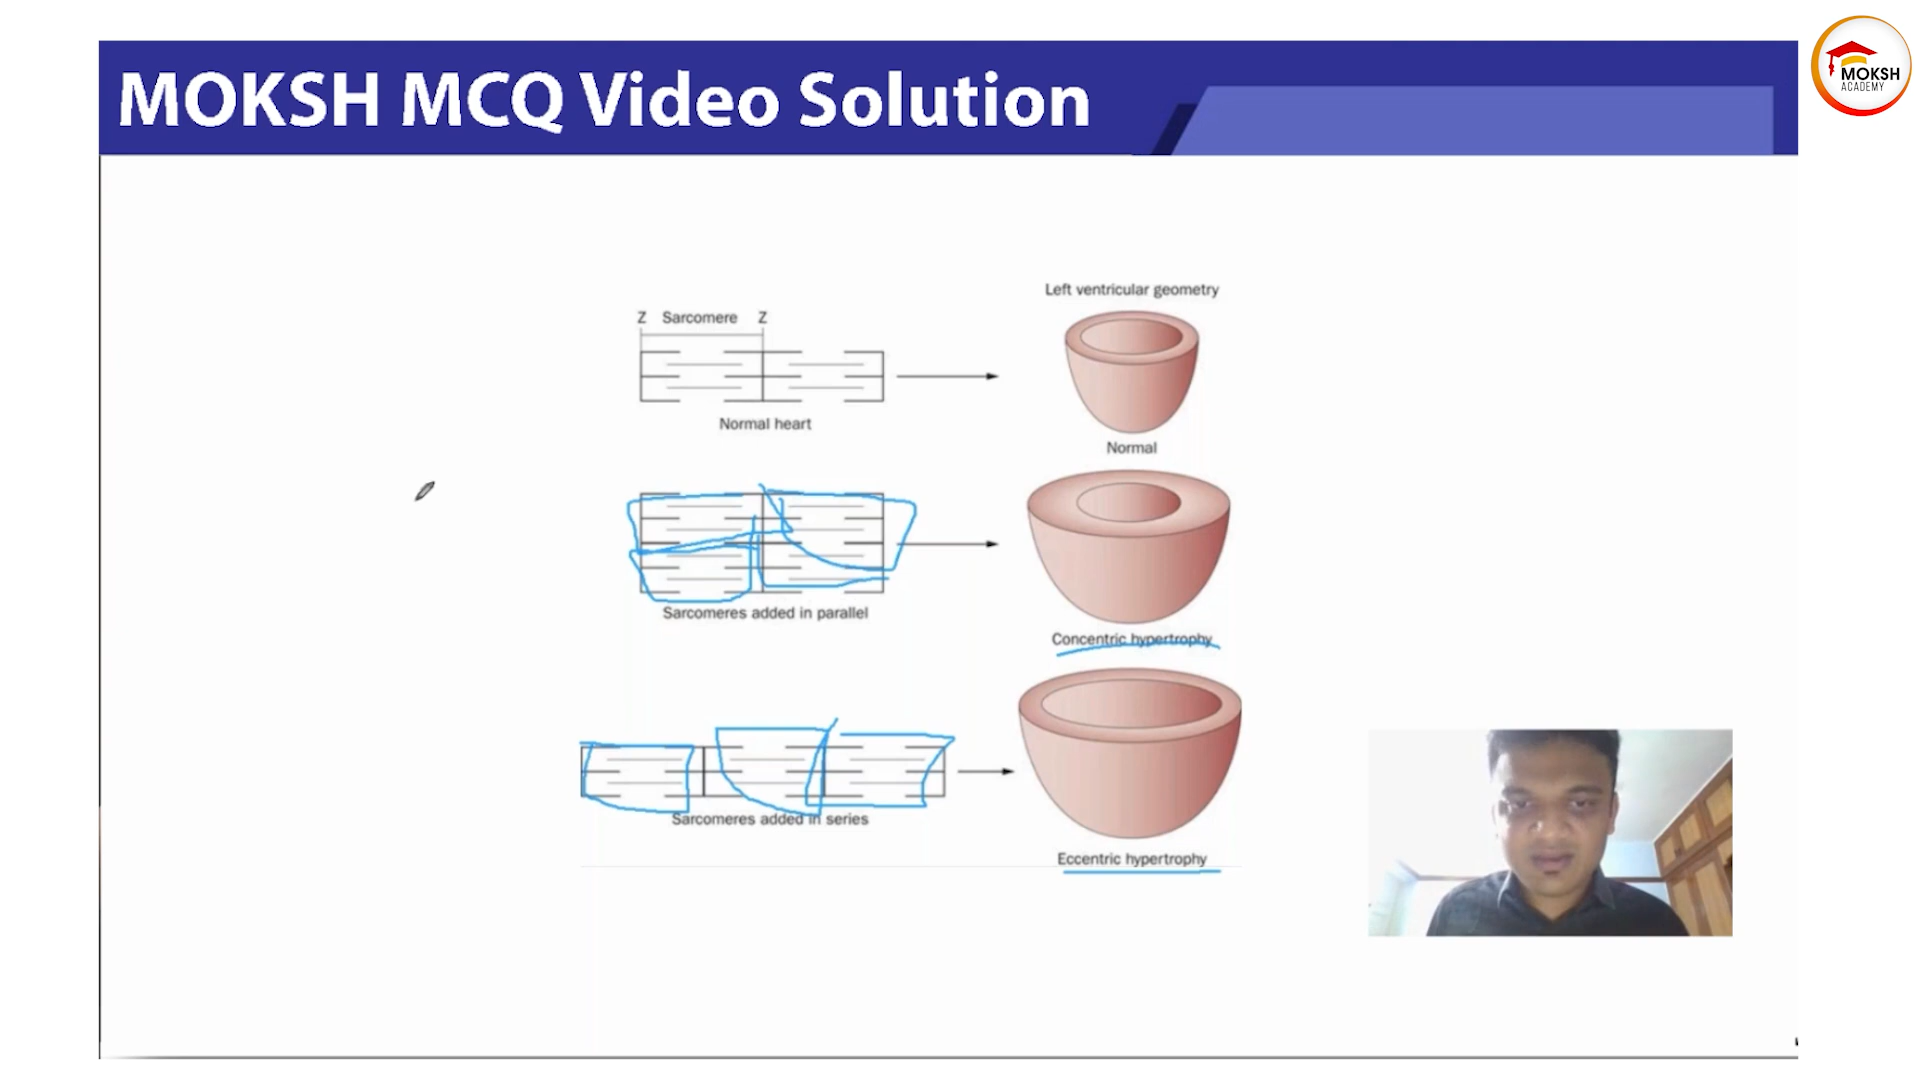 MOKSH MCQ Video Solution
MOKSH
ACADEMY
Left ventricular geometry
Z Sarcomere Z
Normal heart
Normal
Sarcomeres added in parallel
Concentric hypertrophy
Sarcomeres added in series
Eccentric hypertrophy